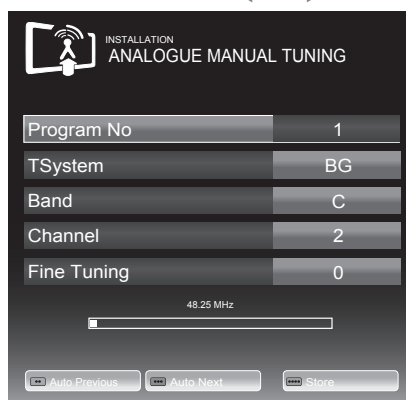 INSTALLATION
ANALOGUE MANUAL TUNING
Program No 1
TSystem BG
Band C
Channel 2
Fine Tuning 0
48.25 MHz
Auto Previous Auto Next Store